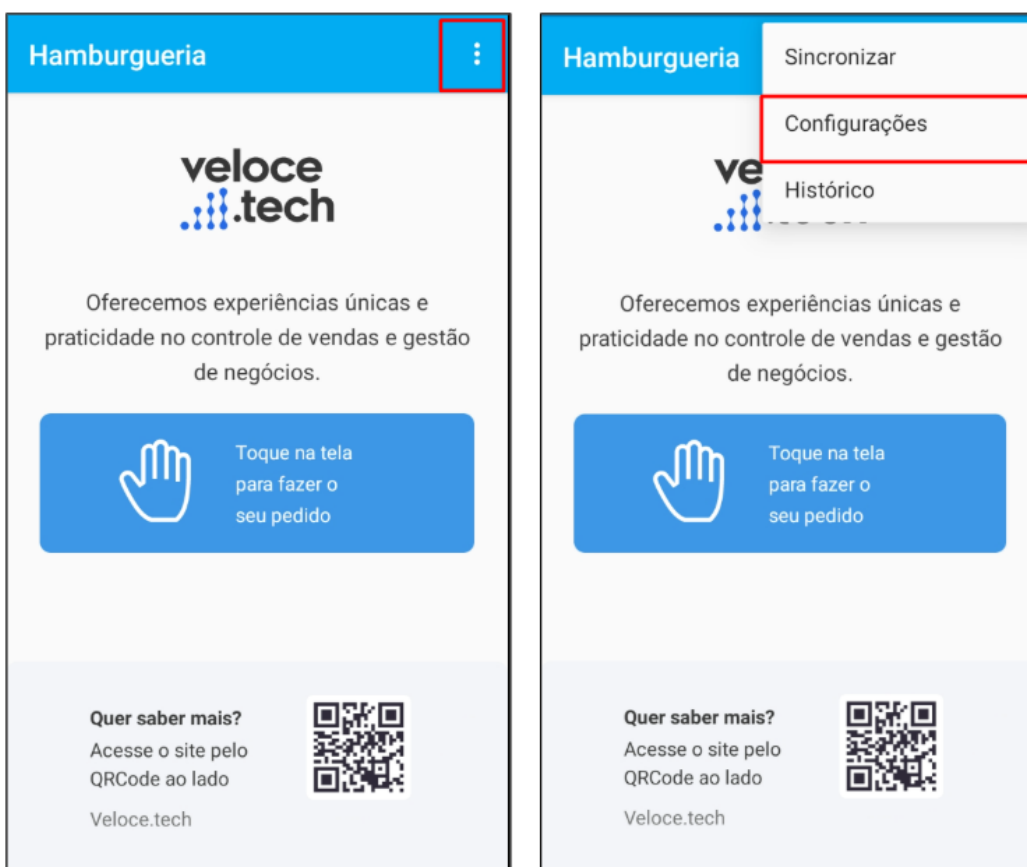 Hamburgueria
veloce
.tech
Oferecemos experiências únicas e
praticidade no controle de vendas e gestão
de negócios.
Toque na tela
para fazer o
seu pedido
Quer saber mais?
Acesse o site pelo
QRCode ao lado
Veloce.tech
Hamburgueria
Sincronizar
Configurações
Histórico
ve
Oferecemos experiências únicas e
praticidade no controle de vendas e gestão
de negócios.
Toque na tela
para fazer o
seu pedido
Quer saber mais?
Acesse o site pelo
QRCode ao lado
Veloce.tech